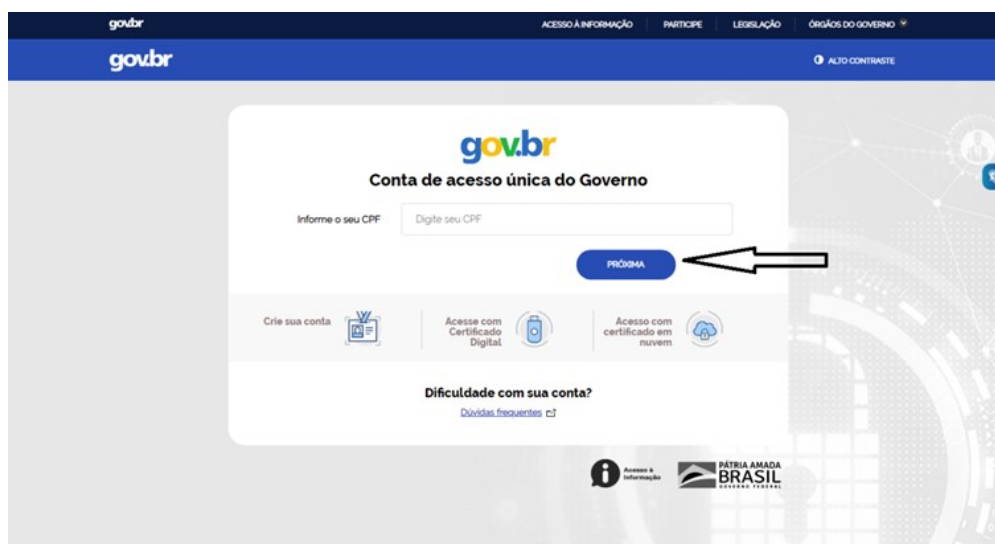 gov.br
ACESSO À INFORMAÇÃO PARTICIPE LEGISLAÇÃO ÓRGÃOS DO GOVERNO
gov.br
ALTO CONTRASTE
gov.br
Conta de acesso única do Governo
Informe o seu CPF
Digite seu CPF
PRÓXIMA
Crie sua conta
Acesse com
Certificado
Digital
Acesso com
certificado em
nuvem
Dificuldade com sua conta?
Dúvidas frequentes
Acesso à
Informação
PÁTRIA AMADA
BRASIL
GOVERNO FEDERAL